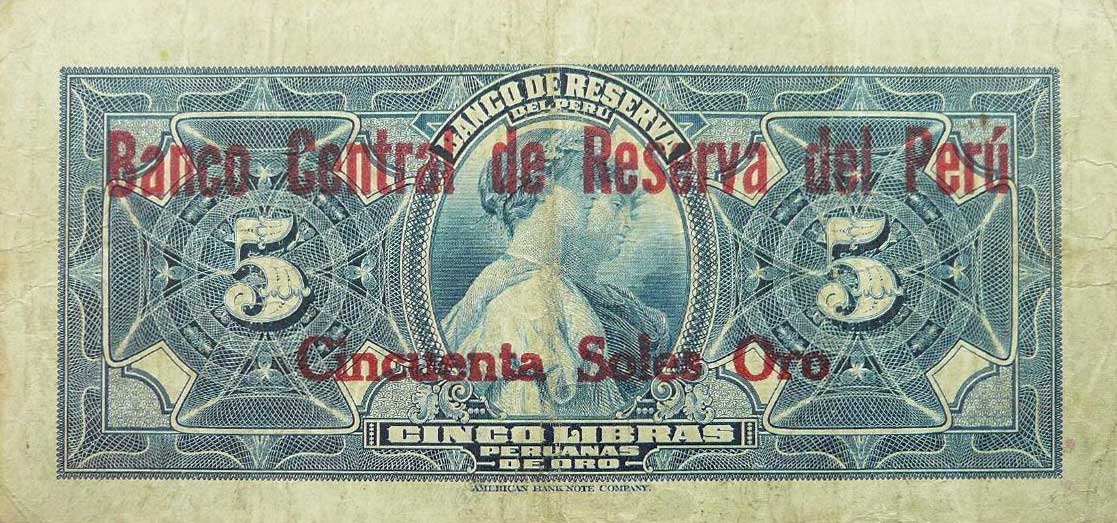 BANCO DE RESERVA
DEL PERÚ
Banco Central de Reserva del Perú
5 5
Cincuenta Soles Oro
CINCO LIBRAS
PERUANAS
DE ORO
AMERICAN BANK NOTE COMPANY.